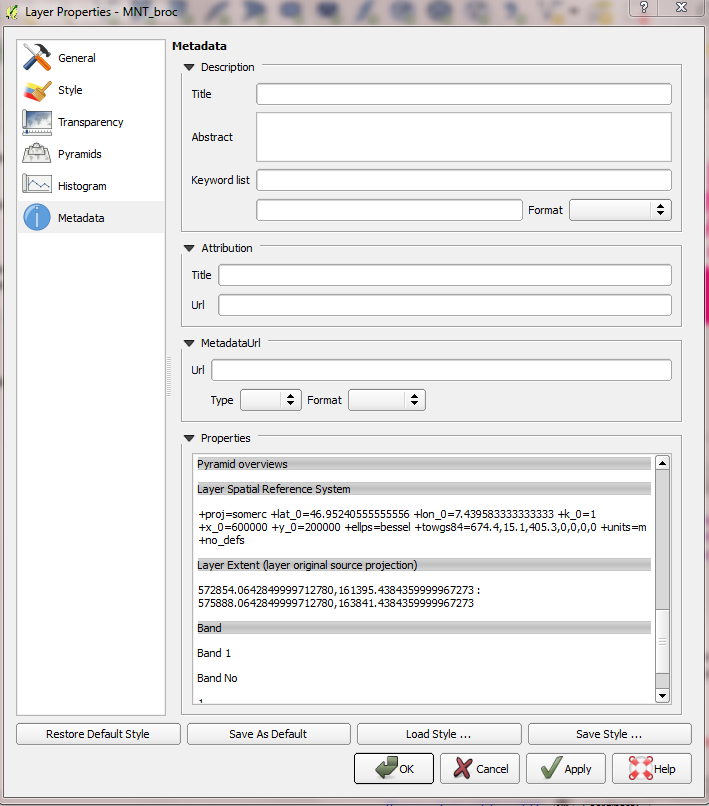 Layer Properties - MNT_broc
?
General
Style
Transparency
Pyramids
Histogram
Metadata
Metadata
Description
Title
Abstract
Keyword list
Format
Attribution
Title
Url
MetadataUrl
Url
Type
Format
Properties
Pyramid overviews
Layer Spatial Reference System
+proj=somerc +lat_0=46.95240555555556 +lon_0=7.439583333333333 +k_0=1
+x_0=600000 +y_0=200000 +ellps=bessel +towgs84=674.4,15.1,405.3,0,0,0,0 +units=m
+no_defs
Layer Extent (layer original source projection)
572854.0642849999712780,161395.4384359999967273 :
575888.0642849999712780,163841.4384359999967273
Band
Band 1
Band No
1
Restore Default Style
Save As Default
Load Style ...
Save Style ...
OK
Cancel
Apply
Help